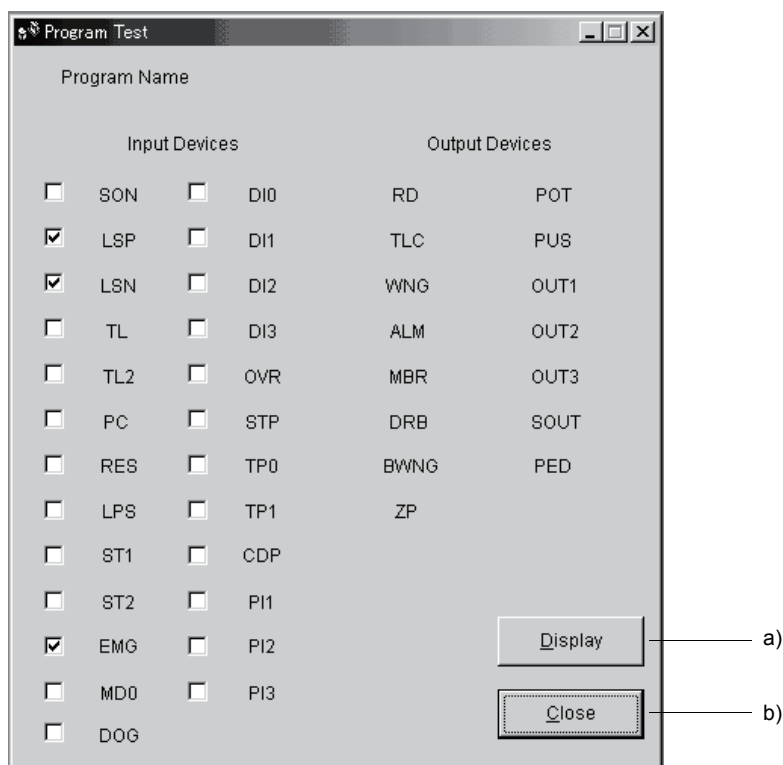 Program Test
Program Name
Input Devices Output Devices
SON DI0 RD POT
LSP DI1 TLC PUS
LSN DI2 WNG OUT1
TL DI3 ALM OUT2
TL2 OVR MBR OUT3
PC STP DRB SOUT
RES TP0 BWNG PED
LPS TP1 ZP
ST1 CDP
ST2 PI1
EMG PI2 Display a)
MD0 PI3 Close b)
DOG